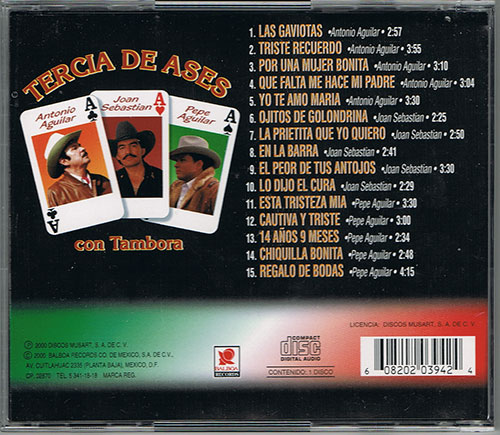 TERCIA DE ASES
A
Antonio Aguilar
A
Joan Sebastian
A
Pepe Aguilar
A
A
con Tambora
1. LAS GAVIOTAS •Antonio Aguilar • 2:57
2. TRISTE RECUERDO •Antonio Aguilar • 3:55
3. POR UNA MUJER BONITA •Antonio Aguilar • 3:10
4. QUE FALTA ME HACE MI PADRE •Antonio Aguilar • 3:04
5. YO TE AMO MARIA •Antonio Aguilar • 3:30
6. OJITOS DE GOLONDRINA •Joan Sebastian • 2:25
7. LA PRIETITA QUE YO QUIERO •Joan Sebastian • 2:50
8. EN LA BARRA •Joan Sebastian • 2:41
9. EL PEOR DE TUS ANTOJOS •Joan Sebastian • 3:30
10. LO DIJO EL CURA •Joan Sebastian • 2:29
11. ESTA TRISTEZA MIA •Pepe Aguilar • 3:30
12. CAUTIVA Y TRISTE •Pepe Aguilar • 3:00
13. 14 AÑOS 9 MESES •Pepe Aguilar • 2:34
14. CHIQUILLA BONITA •Pepe Aguilar • 2:48
15. REGALO DE BODAS •Pepe Aguilar • 4:15
Ⓟ 2000 DISCOS MUSART, S. A. DE C. V.
© 2000, BALBOA RECORDS CO. DE MEXICO, S.A. DE C.V.,
AV. CUITLAHUAC 2335 (PLANTA BAJA), MEXICO, D.F.
CP. 02870 TEL. 5 341-18-18 MARCA REG.
BALBOA
RECORDS
COMPACT
disc
DIGITAL AUDIO
CONTENIDO: 1 DISCO
LICENCIA: DISCOS MUSART, S.A. DE C.V.
6 08202 03942 4